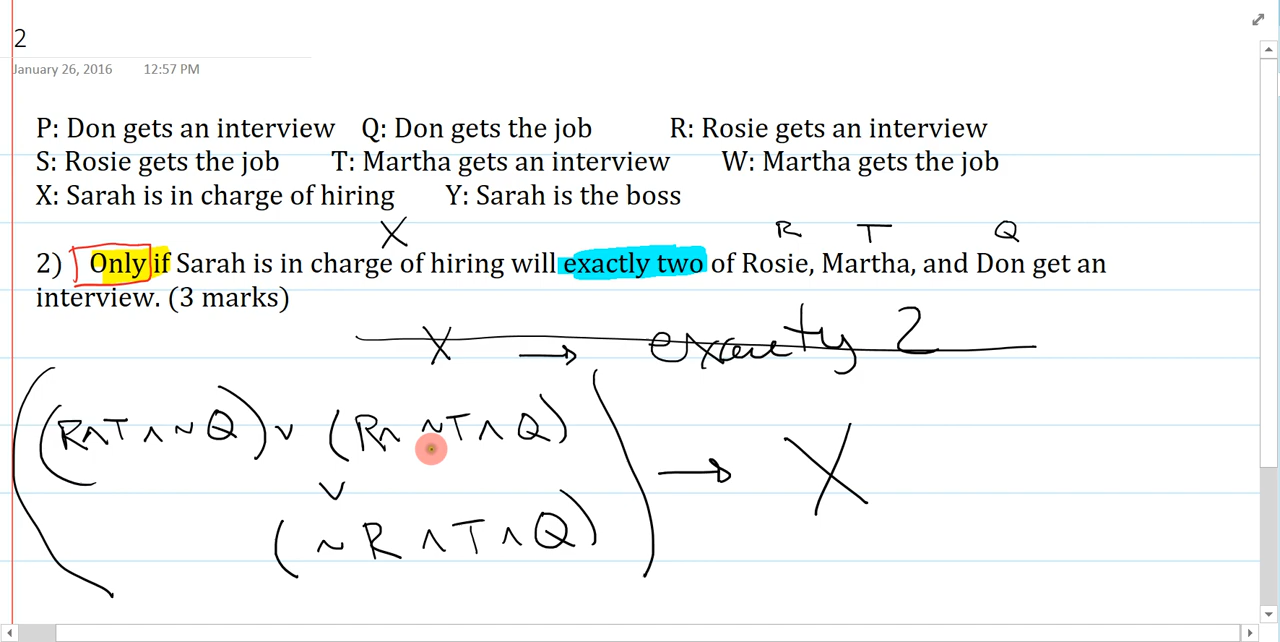 2
January 26, 2016 12:57 PM
P: Don gets an interview Q: Don gets the job R: Rosie gets an interview
S: Rosie gets the job T: Martha gets an interview W: Martha gets the job
X: Sarah is in charge of hiring Y: Sarah is the boss
X R T Q
2) Only if Sarah is in charge of hiring will exactly two of Rosie, Martha, and Don get an
interview. (3 marks)
X → exactly 2
((R∧T∧~Q) ∨ (R∧~T∧Q)
∨
(~R∧T∧Q)) → X